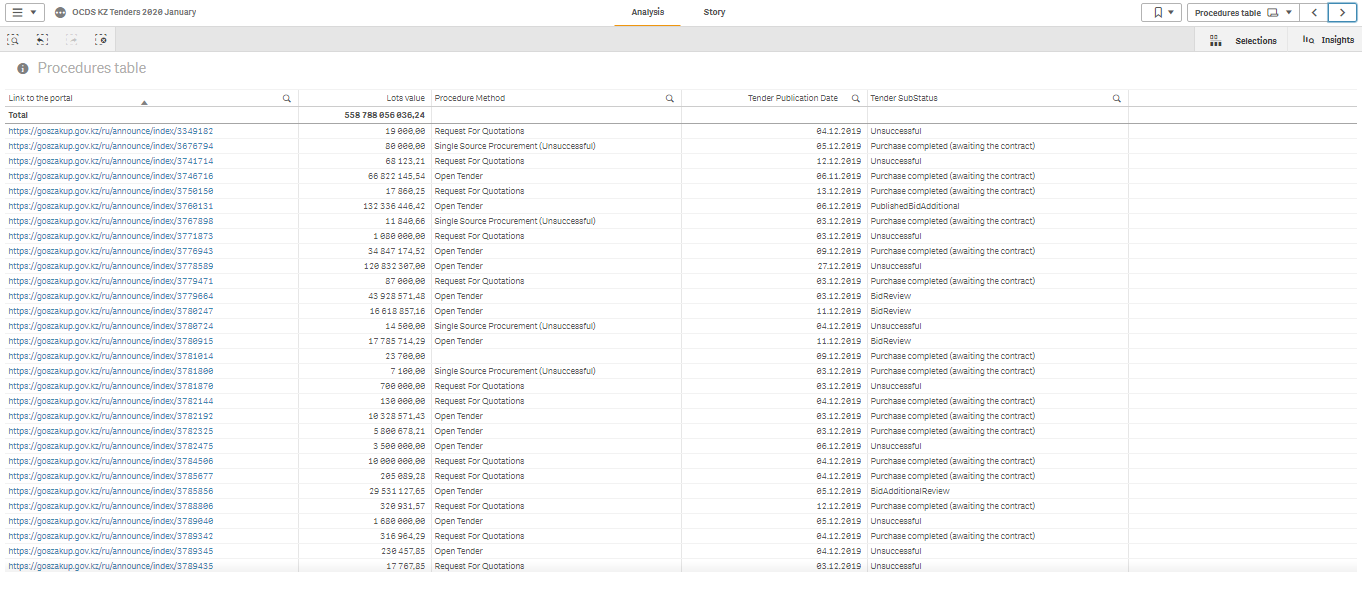 OCDS KZ Tenders 2020 January
Analysis Story
Procedures table
Selections Insights
Procedures table
Link to the portal Lots value Procedure Method Tender Publication Date Tender SubStatus
Total 558 788 056 036,24
https://goszakup.gov.kz/ru/announce/index/3349182 19 000,00 Request For Quotations 04.12.2019 Unsuccessful
https://goszakup.gov.kz/ru/announce/index/3676794 80 000,00 Single Source Procurement (Unsuccessful) 05.12.2019 Purchase completed (awaiting the contract)
https://goszakup.gov.kz/ru/announce/index/3741714 68 123,21 Request For Quotations 12.12.2019 Unsuccessful
https://goszakup.gov.kz/ru/announce/index/3746716 66 822 145,54 Open Tender 06.11.2019 Purchase completed (awaiting the contract)
https://goszakup.gov.kz/ru/announce/index/3750150 17 860,25 Request For Quotations 13.12.2019 Purchase completed (awaiting the contract)
https://goszakup.gov.kz/ru/announce/index/3760131 132 336 446,42 Open Tender 06.12.2019 PublishedBidAdditional
https://goszakup.gov.kz/ru/announce/index/3767898 11 840,66 Single Source Procurement (Unsuccessful) 03.12.2019 Purchase completed (awaiting the contract)
https://goszakup.gov.kz/ru/announce/index/3771873 1 080 000,00 Request For Quotations 03.12.2019 Unsuccessful
https://goszakup.gov.kz/ru/announce/index/3776943 34 847 174,52 Open Tender 09.12.2019 Purchase completed (awaiting the contract)
https://goszakup.gov.kz/ru/announce/index/3778589 120 832 307,00 Open Tender 27.12.2019 Unsuccessful
https://goszakup.gov.kz/ru/announce/index/3779471 87 000,00 Request For Quotations 03.12.2019 Purchase completed (awaiting the contract)
https://goszakup.gov.kz/ru/announce/index/3779664 43 928 571,48 Open Tender 03.12.2019 BidReview
https://goszakup.gov.kz/ru/announce/index/3780247 16 618 857,16 Open Tender 11.12.2019 BidReview
https://goszakup.gov.kz/ru/announce/index/3780724 14 500,00 Single Source Procurement (Unsuccessful) 04.12.2019 Unsuccessful
https://goszakup.gov.kz/ru/announce/index/3780915 17 785 714,29 Open Tender 11.12.2019 BidReview
https://goszakup.gov.kz/ru/announce/index/3781014 23 700,00 09.12.2019 Purchase completed (awaiting the contract)
https://goszakup.gov.kz/ru/announce/index/3781800 7 100,00 Single Source Procurement (Unsuccessful) 03.12.2019 Purchase completed (awaiting the contract)
https://goszakup.gov.kz/ru/announce/index/3781870 700 000,00 Request For Quotations 03.12.2019 Unsuccessful
https://goszakup.gov.kz/ru/announce/index/3782144 130 000,00 Request For Quotations 04.12.2019 Purchase completed (awaiting the contract)
https://goszakup.gov.kz/ru/announce/index/3782192 10 328 571,43 Open Tender 03.12.2019 Purchase completed (awaiting the contract)
https://goszakup.gov.kz/ru/announce/index/3782325 5 800 678,21 Open Tender 03.12.2019 Purchase completed (awaiting the contract)
https://goszakup.gov.kz/ru/announce/index/3782475 3 500 000,00 Open Tender 06.12.2019 Unsuccessful
https://goszakup.gov.kz/ru/announce/index/3784506 10 000 000,00 Request For Quotations 04.12.2019 Purchase completed (awaiting the contract)
https://goszakup.gov.kz/ru/announce/index/3785677 205 089,28 Request For Quotations 04.12.2019 Purchase completed (awaiting the contract)
https://goszakup.gov.kz/ru/announce/index/3785856 29 531 127,65 Open Tender 05.12.2019 BidAdditionalReview
https://goszakup.gov.kz/ru/announce/index/3788806 320 931,57 Request For Quotations 12.12.2019 Purchase completed (awaiting the contract)
https://goszakup.gov.kz/ru/announce/index/3789040 1 680 000,00 Open Tender 05.12.2019 Unsuccessful
https://goszakup.gov.kz/ru/announce/index/3789342 316 964,29 Request For Quotations 04.12.2019 Purchase completed (awaiting the contract)
https://goszakup.gov.kz/ru/announce/index/3789345 230 457,85 Open Tender 04.12.2019 Unsuccessful
https://goszakup.gov.kz/ru/announce/index/3789435 17 767,85 Request For Quotations 03.12.2019 Unsuccessful